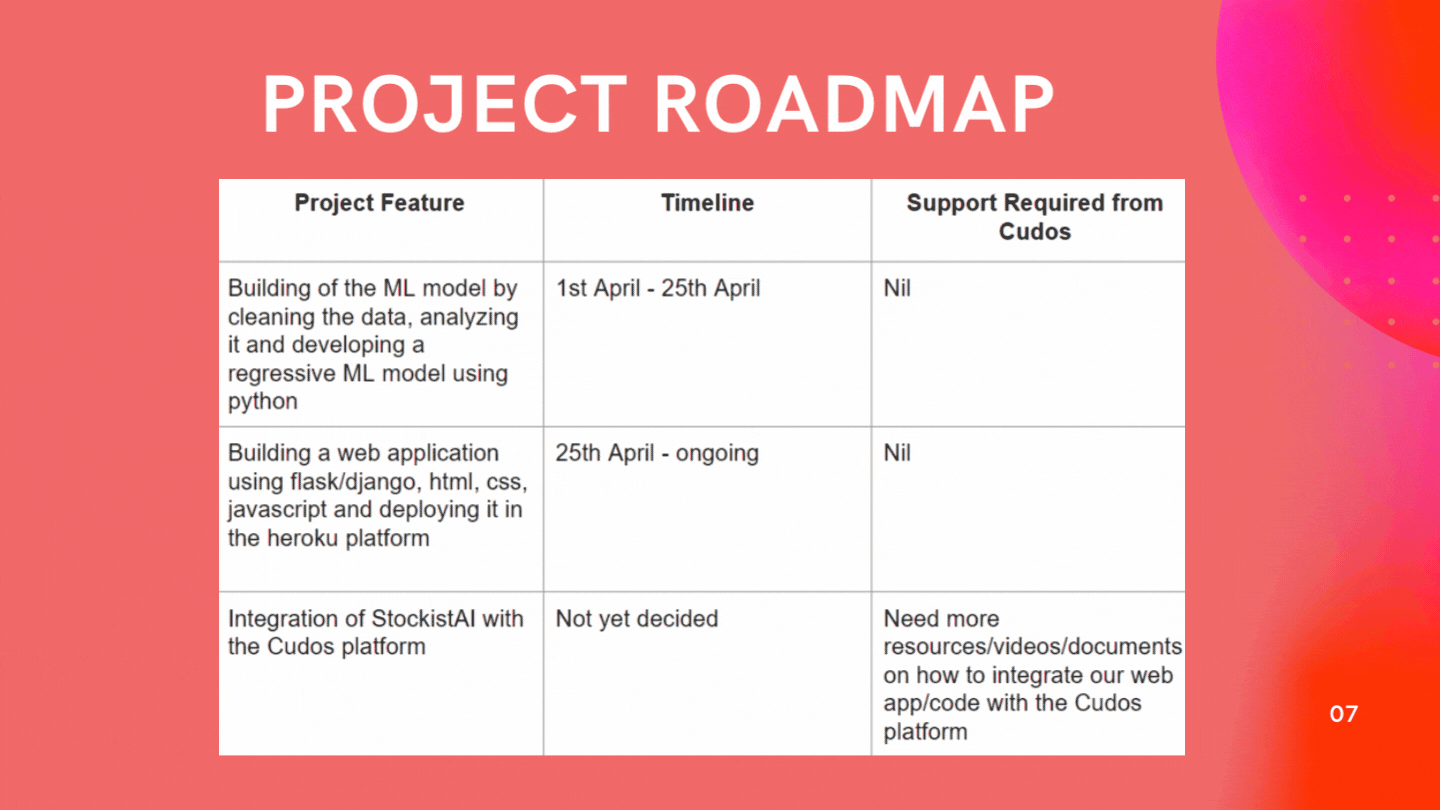 PROJECT ROADMAP
Project Feature
Timeline
Support Required from
Cudos
Building of the ML model by
cleaning the data, analyzing
it and developing a
regressive ML model using
python
1st April - 25th April
Nil
Building a web application
using flask/django, html, css,
javascript and deploying it in
the heroku platform
25th April - ongoing
Nil
Integration of StockistAI with
the Cudos platform
Not yet decided
Need more
resources/videos/documents
on how to integrate our web
app/code with the Cudos
platform
07